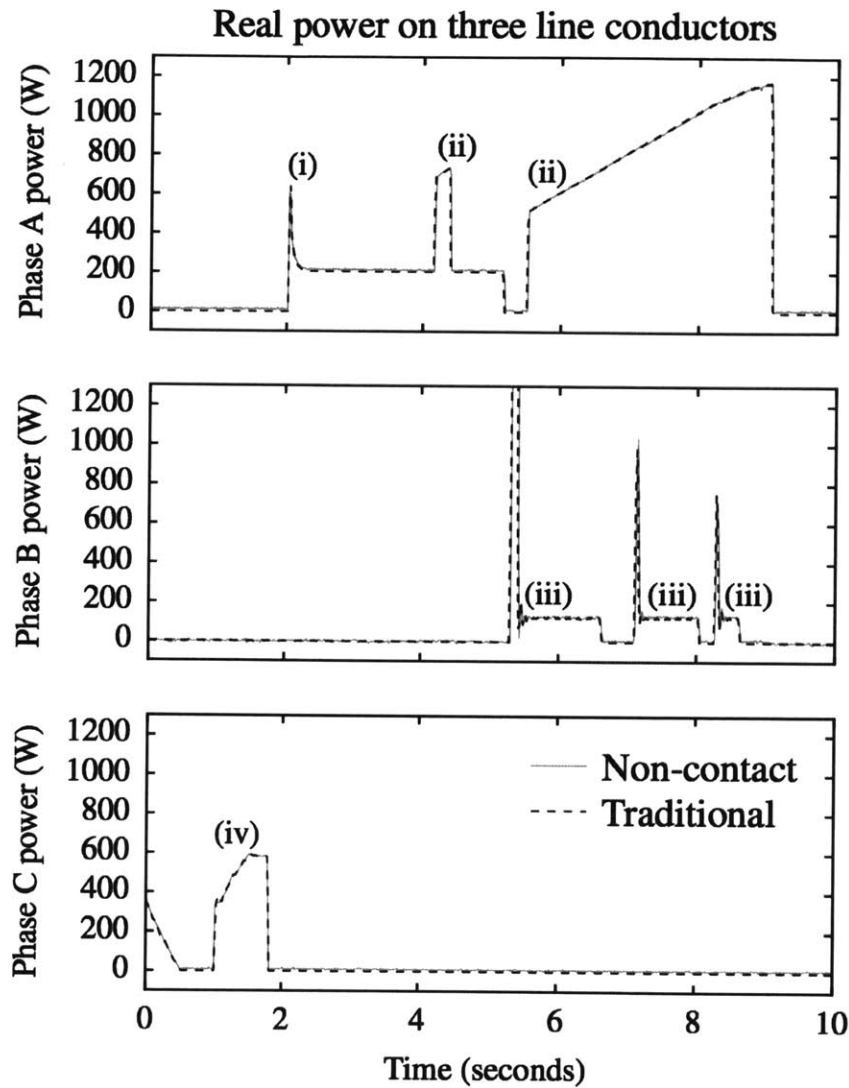 Real power on three line conductors
Phase A power (W)
1200
1000
800
600
400
200
0
(i)
(ii)
(ii)
Phase B power (W)
1200
1000
800
600
400
200
0
(iii)
(iii)
(iii)
Phase C power (W)
1200
1000
800
600
400
200
0
(iv)
Non-contact
Traditional
0
2
4
6
8
10
Time (seconds)